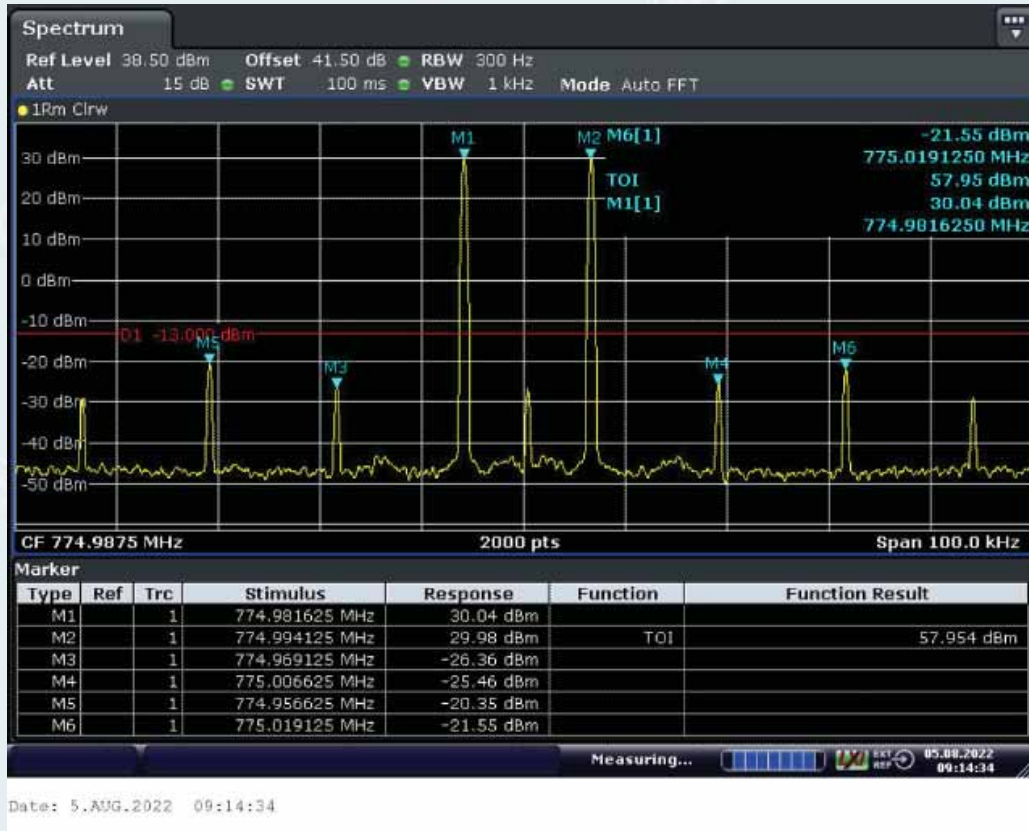 Spectrum
Ref Level 38.50 dBm Offset 41.50 dB RBW 300 Hz
Att 15 dB SWT 100 ms VBW 1 kHz Mode Auto FFT
1Rm Clrw
M1 M2 M6[1] -21.55 dBm
30 dBm 775.0191250 MHz
TOI 57.95 dBm
20 dBm M1[1] 30.04 dBm
774.9816250 MHz
10 dBm
0 dBm
-10 dBm
D1 -13.000 dBm
M5 M6
-20 dBm M3 M4
-30 dBm
-40 dBm
-50 dBm
CF 774.9875 MHz 2000 pts Span 100.0 kHz
Marker
Type Ref Trc Stimulus Response Function Function Result
M1 1 774.981625 MHz 30.04 dBm
M2 1 774.994125 MHz 29.98 dBm TOI 57.954 dBm
M3 1 774.969125 MHz -26.36 dBm
M4 1 775.006625 MHz -25.46 dBm
M5 1 774.956625 MHz -20.35 dBm
M6 1 775.019125 MHz -21.55 dBm
Measuring... LXI EXT REF 05.08.2022
09:14:34
Date: 5.AUG.2022 09:14:34